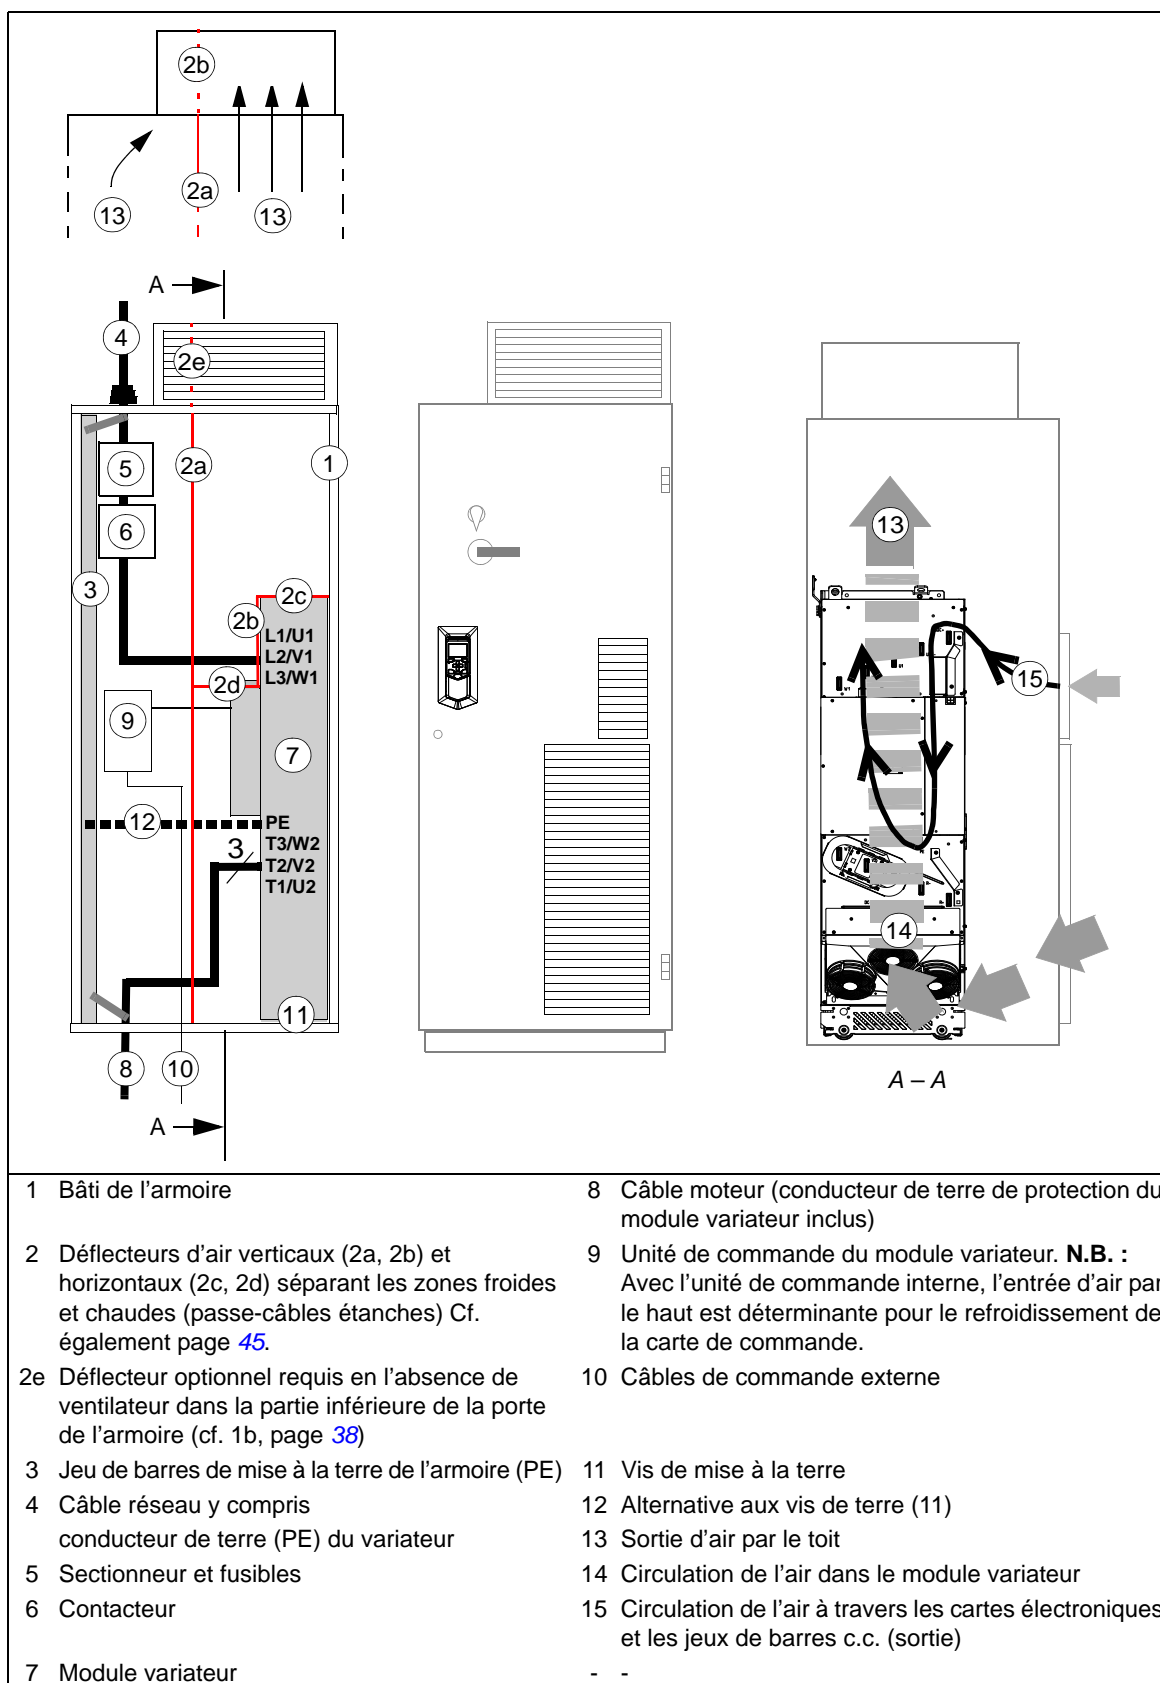 2b
2a
13
13
A
4
2e
5
2a
1
6
13
3
2c
2b
L1/U1
L2/V1
L3/W1
2d
15
9
7
12
PE
T3/W2
3
T2/V2
T1/U2
14
11
8
10
A – A
A
1 Bâti de l’armoire
8 Câble moteur (conducteur de terre de protection du
module variateur inclus)
2 Déflecteurs d’air verticaux (2a, 2b) et
horizontaux (2c, 2d) séparant les zones froides
et chaudes (passe-câbles étanches) Cf.
également page 45.
9 Unité de commande du module variateur. N.B. :
Avec l’unité de commande interne, l’entrée d’air par
le haut est déterminante pour le refroidissement de
la carte de commande.
2e Déflecteur optionnel requis en l’absence de
ventilateur dans la partie inférieure de la porte
de l’armoire (cf. 1b, page 38)
10 Câbles de commande externe
3 Jeu de barres de mise à la terre de l’armoire (PE)
11 Vis de mise à la terre
4 Câble réseau y compris
conducteur de terre (PE) du variateur
12 Alternative aux vis de terre (11)
13 Sortie d’air par le toit
5 Sectionneur et fusibles
14 Circulation de l’air dans le module variateur
6 Contacteur
15 Circulation de l’air à travers les cartes électroniques
et les jeux de barres c.c. (sortie)
7 Module variateur
- -